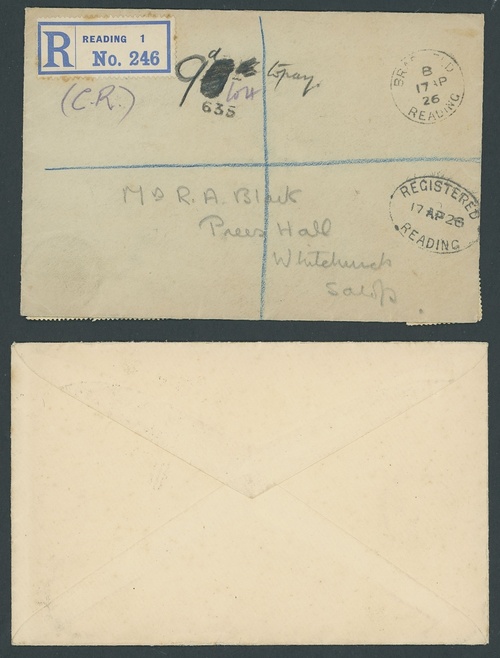 R READING 1
No. 246
(C.R.)
9d to pay.
635
B
17 AP
26
READING
REGISTERED
17 AP 26
READING
R. A. Black
Prees Hall
Whitchurch
Salop